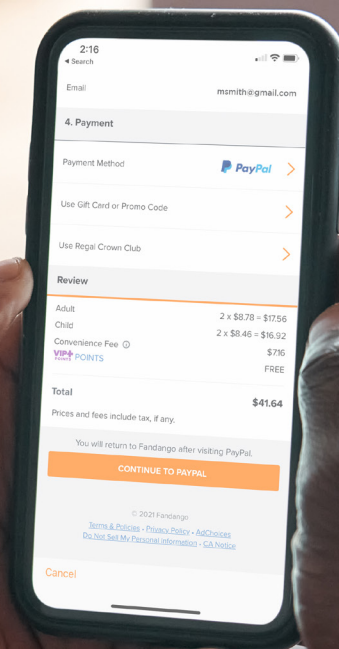 2:16
Search
Email
msmith@gmail.com
4. Payment
Payment Method PayPal
Use Gift Card or Promo Code
Use Regal Crown Club
Review
Adult 2 x $8.78 = $17.56
Child 2 x $8.46 = $16.92
Convenience Fee $7.16
VIP+ POINTS FREE
Total $41.64
Prices and fees include tax, if any.
You will return to Fandango after visiting PayPal.
CONTINUE TO PAYPAL
© 2021 Fandango
Terms & Policies - Privacy Policy - AdChoices
Do Not Sell My Personal Information - CA Notice
Cancel